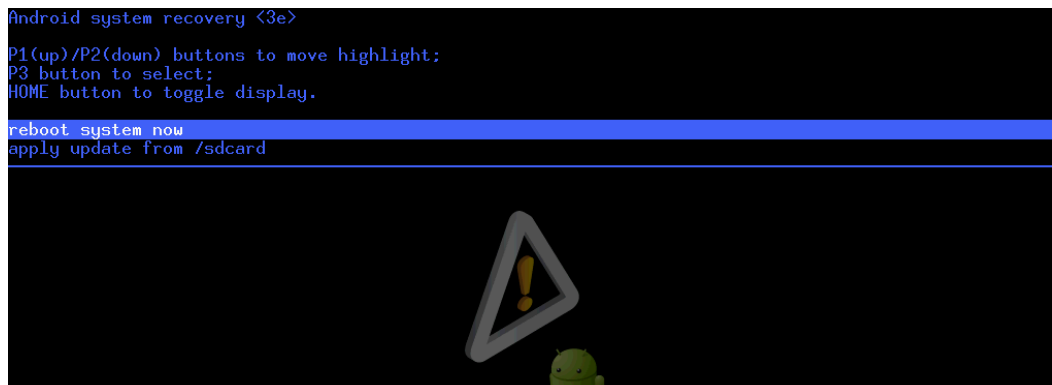 Android system recovery <3e>
P1(up)/P2(down) buttons to move highlight;
P3 button to select;
HOME button to toggle display.
reboot system now
apply update from /sdcard